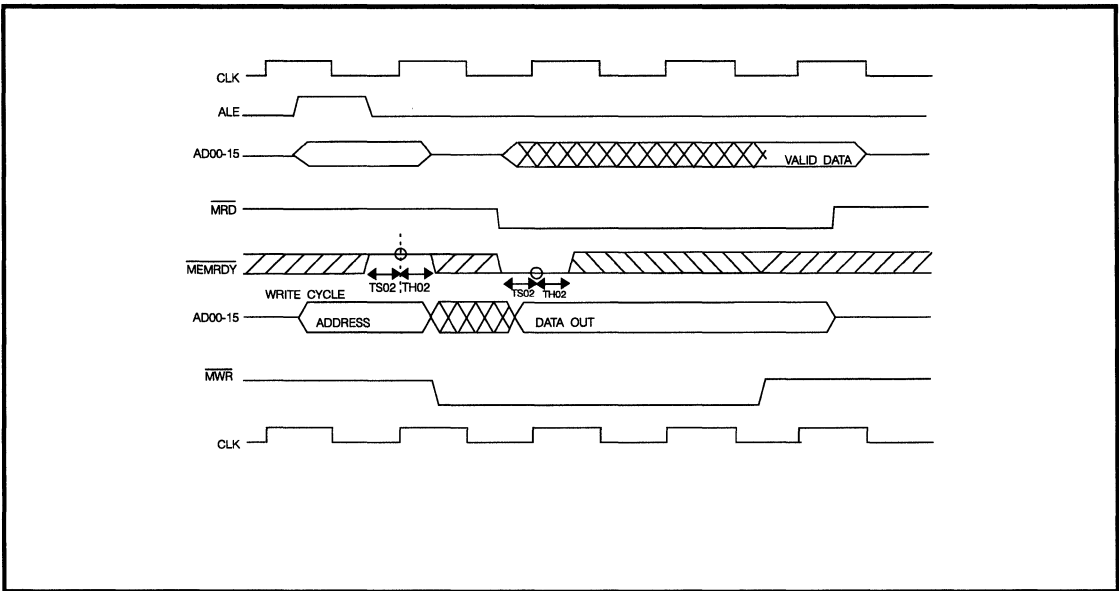 CLK
ALE
AD00-15
VALID DATA
MRD
MEMRDY
TS02 TH02
TS02 TH02
WRITE CYCLE
AD00-15
ADDRESS
DATA OUT
MWR
CLK